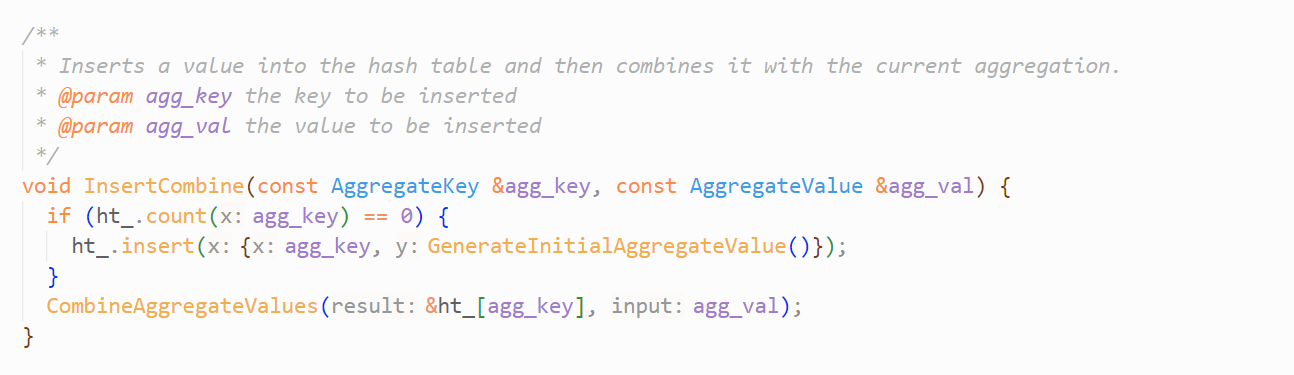 /**
 * Inserts a value into the hash table and then combines it with the current aggregation.
 * @param agg_key the key to be inserted
 * @param agg_val the value to be inserted
 */
void InsertCombine(const AggregateKey &agg_key, const AggregateValue &agg_val) {
  if (ht_.count(x: agg_key) == 0) {
    ht_.insert(x: {x: agg_key, y: GenerateInitialAggregateValue()});
  }
  CombineAggregateValues(result: &ht_[agg_key], input: agg_val);
}